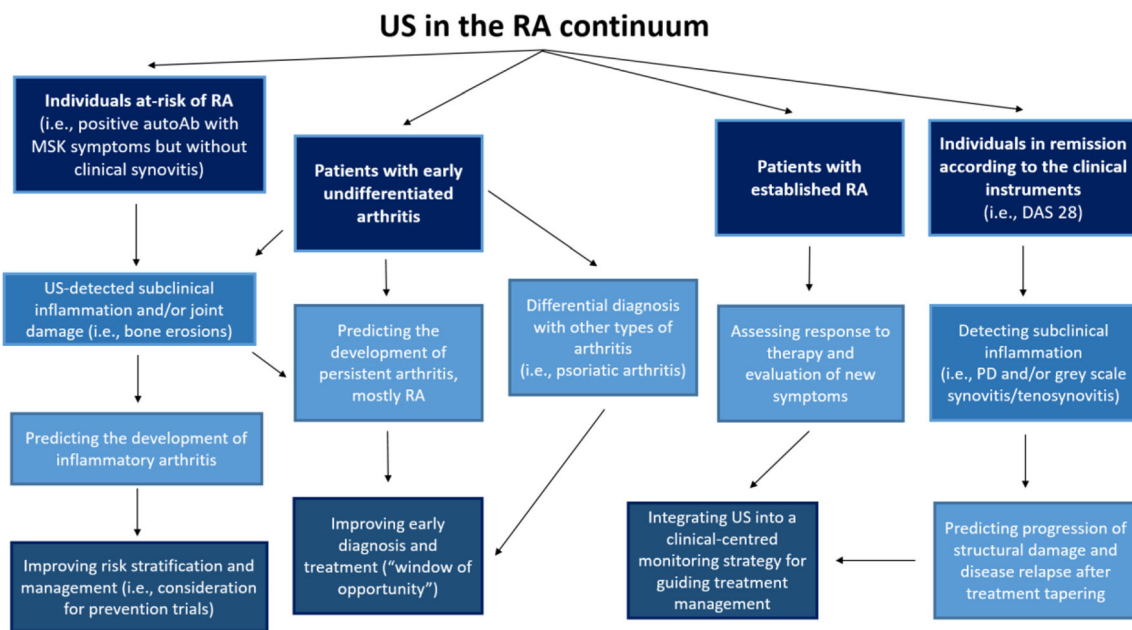 US in the RA continuum
Individuals at-risk of RA
(i.e., positive autoAb with
MSK symptoms but without
clinical synovitis)
Patients with early
undifferentiated
arthritis
Patients with
established RA
Individuals in remission
according to the clinical
instruments
(i.e., DAS 28)
US-detected subclinical
inflammation and/or joint
damage (i.e., bone erosions)
Predicting the
development of
persistent arthritis,
mostly RA
Differential diagnosis
with other types of
arthritis
(i.e., psoriatic arthritis)
Assessing response to
therapy and
evaluation of new
symptoms
Detecting subclinical
inflammation
(i.e., PD and/or grey scale
synovitis/tenosynovitis)
Predicting the development of
inflammatory arthritis
Improving risk stratification and
management (i.e., consideration
for prevention trials)
Improving early
diagnosis and
treatment (“window of
opportunity”)
Integrating US into a
clinical-centred
monitoring strategy for
guiding treatment
management
Predicting progression of
structural damage and
disease relapse after
treatment tapering